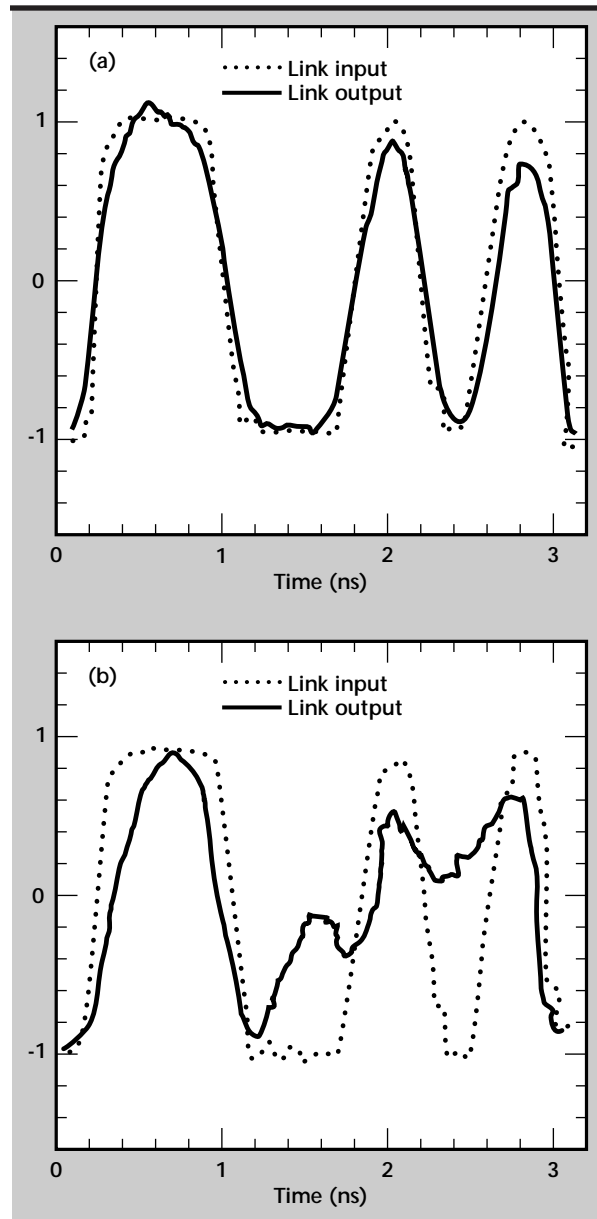 (a)
Link input
Link output
1
0
-1
0 1 2 3
Time (ns)
(b)
Link input
Link output
1
0
-1
0 1 2 3
Time (ns)